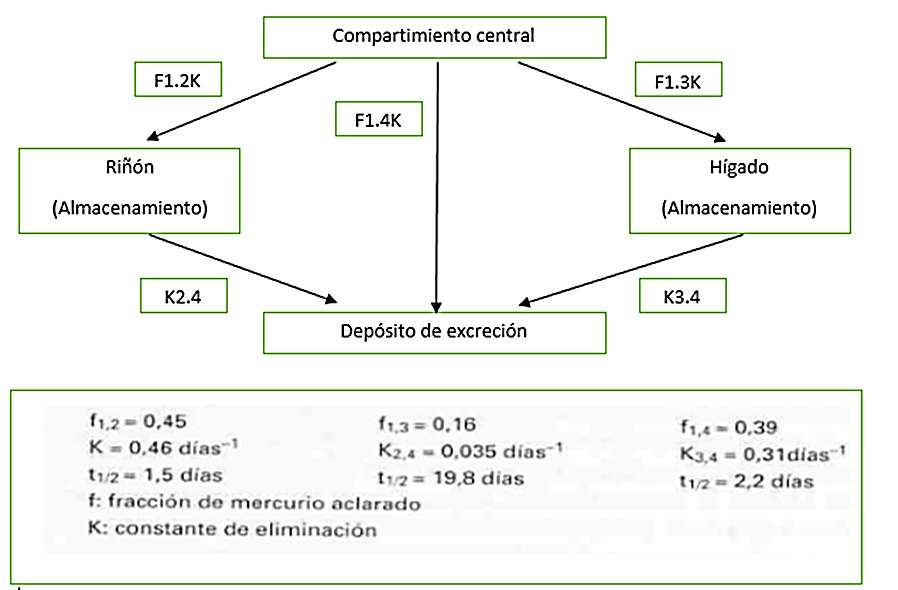 Compartimiento central
F1.2K
F1.3K
F1.4K
Riñón
(Almacenamiento)
Hígado
(Almacenamiento)
K2.4
K3.4
Depósito de excreción
f1,2 = 0,45
K = 0,46 días⁻¹
t1/2 = 1,5 días
f1,3 = 0,16
K2,4 = 0,035 días⁻¹
t1/2 = 19,8 días
f1,4 = 0,39
K3,4 = 0,31días⁻¹
t1/2 = 2,2 días
f: fracción de mercurio aclarado
K: constante de eliminación